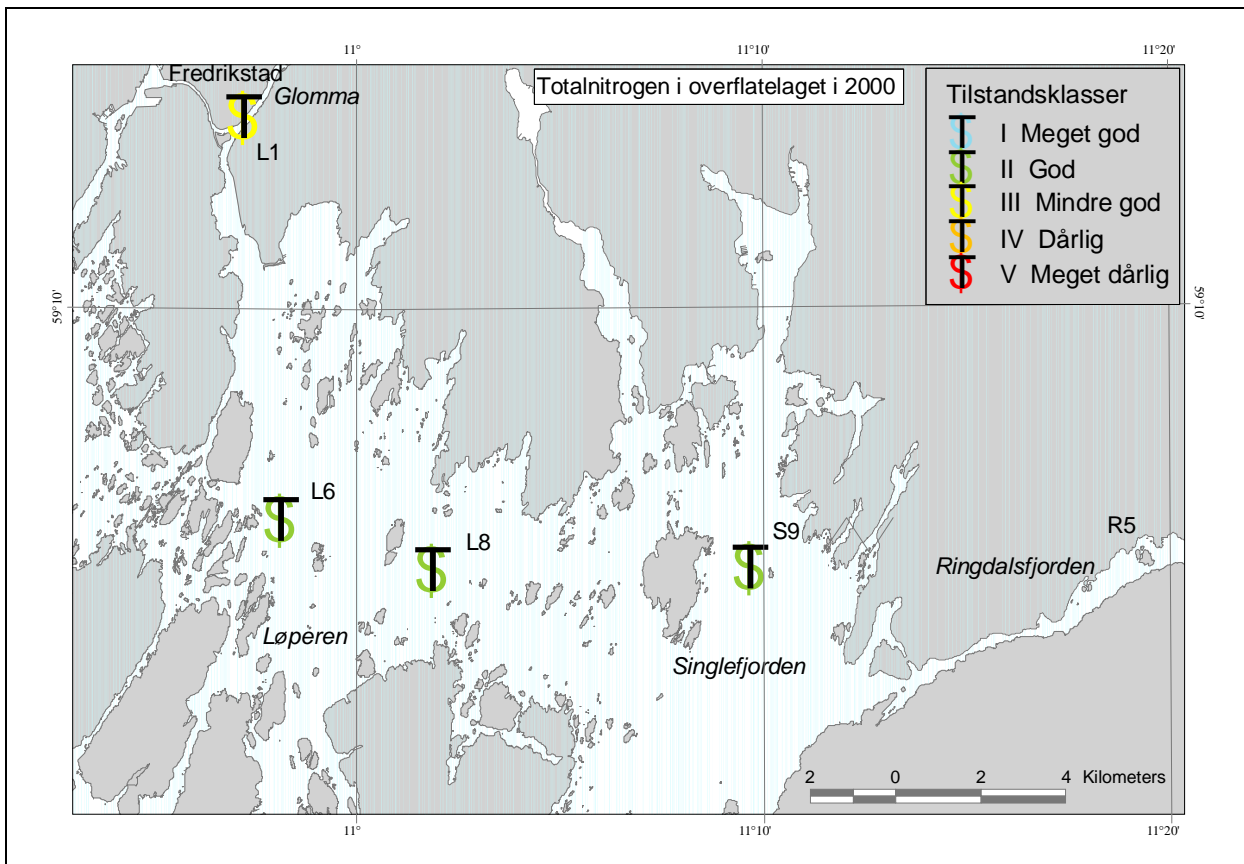 11° 11°10' 11°20'
Fredrikstad
Glomma
L1
Totalnitrogen i overflatelaget i 2000
Tilstandsklasser
I Meget god
II God
III Mindre god
IV Dårlig
V Meget dårlig
59°10' 59°10'
L6
L8
S9
R5
Ringdalsfjorden
Løperen
Singlefjorden
2 0 2 4 Kilometers
11° 11°10' 11°20'